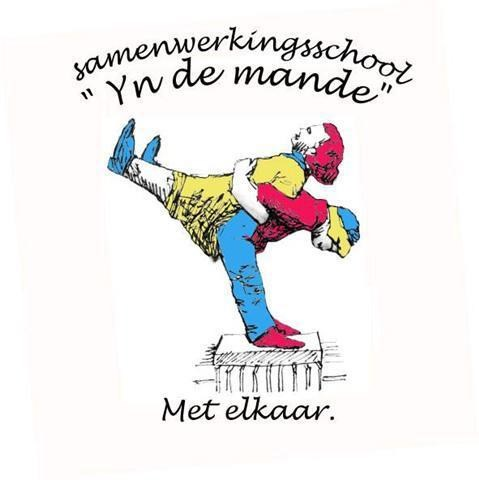 samenwerkingsschool
" Yn de mande"
Met elkaar.